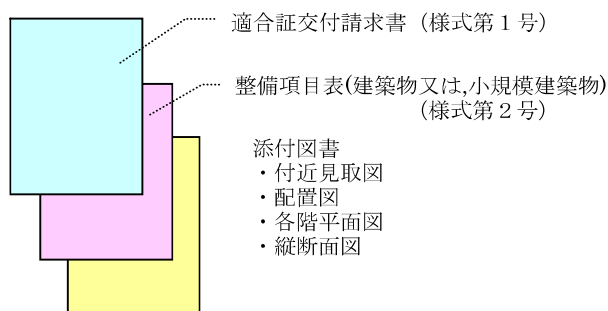 適合証交付請求書（様式第１号）
整備項目表(建築物又は,小規模建築物)
（様式第２号）
添付図書
・付近見取図
・配置図
・各階平面図
・縦断面図